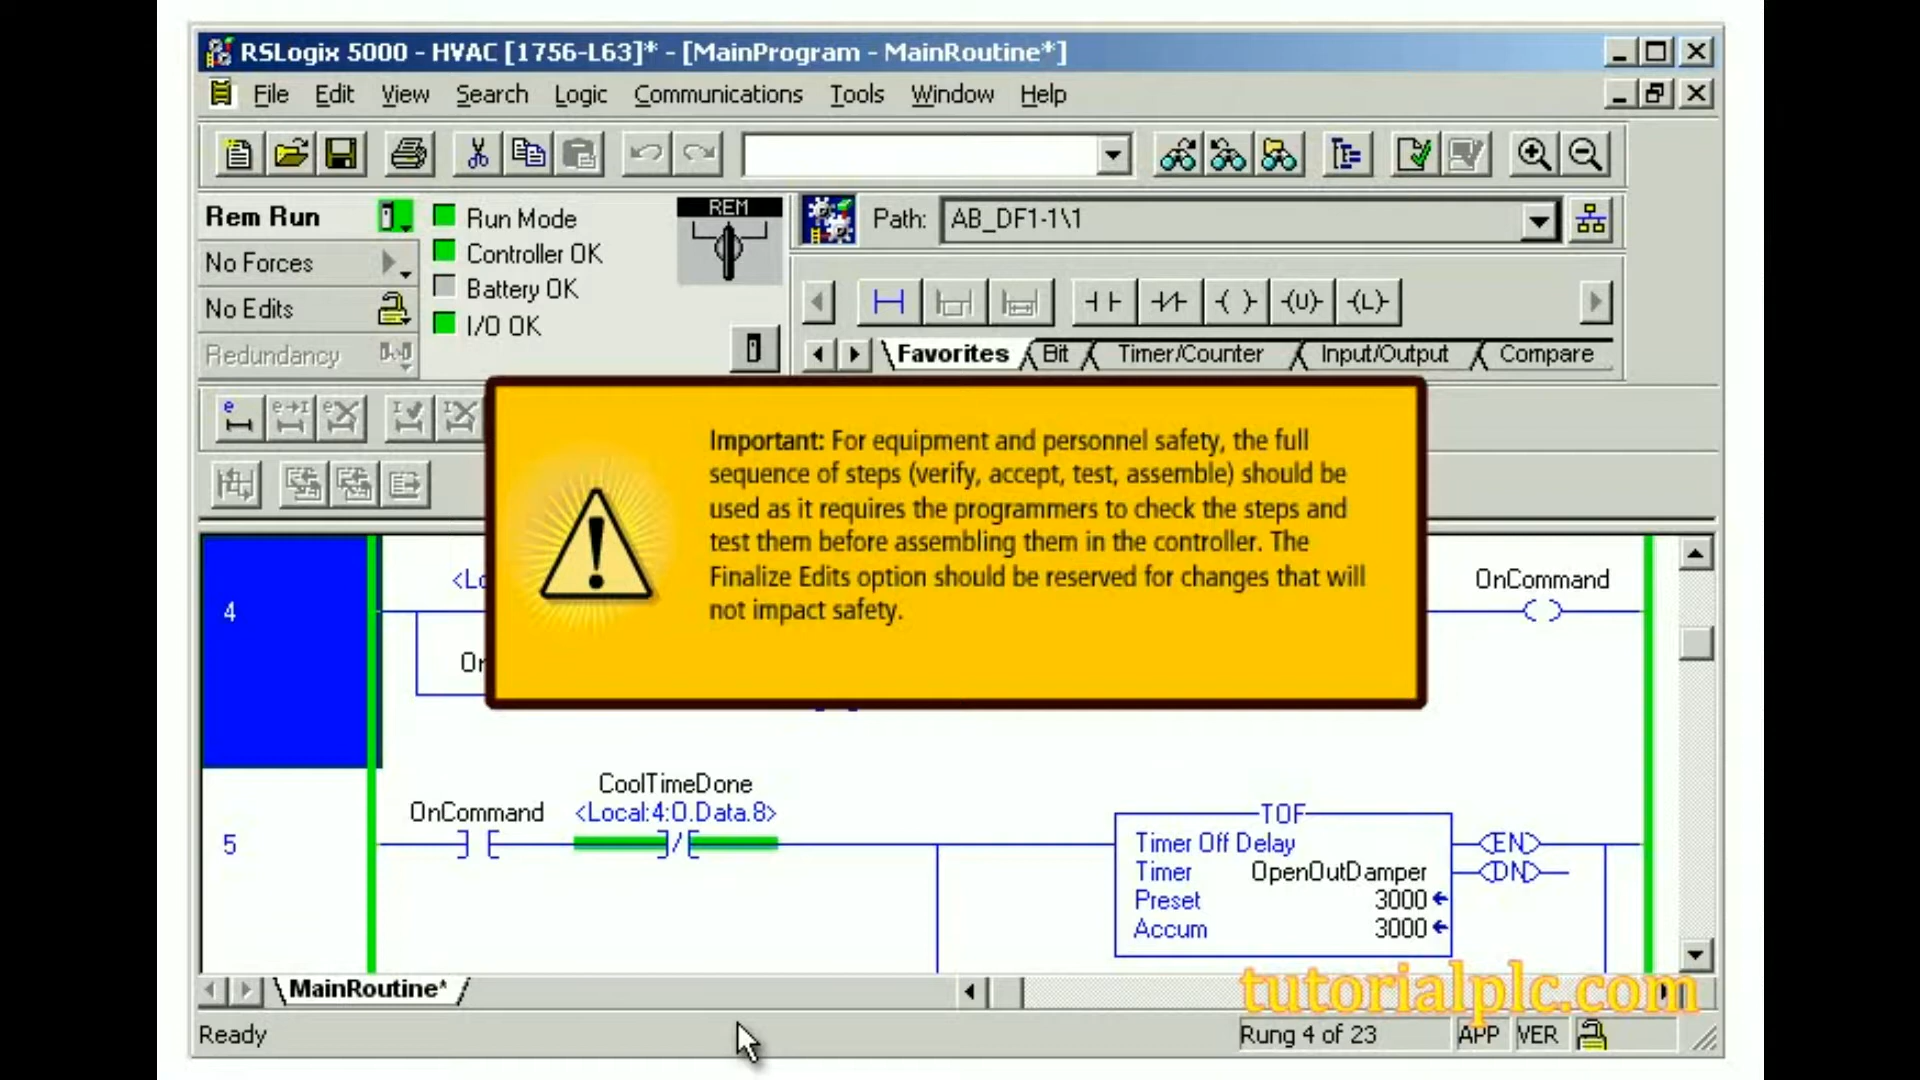 RSLogix 5000 - HVAC [1756-L63]* - [MainProgram - MainRoutine*]
File Edit View Search Logic Communications Tools Window Help
Rem Run
No Forces
No Edits
Redundancy
Run Mode
Controller OK
Battery OK
I/O OK
REM
Path: AB_DF1-1\1
Favorites Bit Timer/Counter Input/Output Compare
Important: For equipment and personnel safety, the full
sequence of steps (verify, accept, test, assemble) should be
used as it requires the programmers to check the steps and
test them before assembling them in the controller. The
Finalize Edits option should be reserved for changes that will
not impact safety.
4
OnCommand
5
OnCommand
CoolTimeDone
<Local:4:O.Data.8>
TOF
Timer Off Delay
Timer OpenOutDamper
Preset 3000
Accum 3000
EN
DN
MainRoutine*
tutorialplc.com
Ready
Rung 4 of 23 APP VER